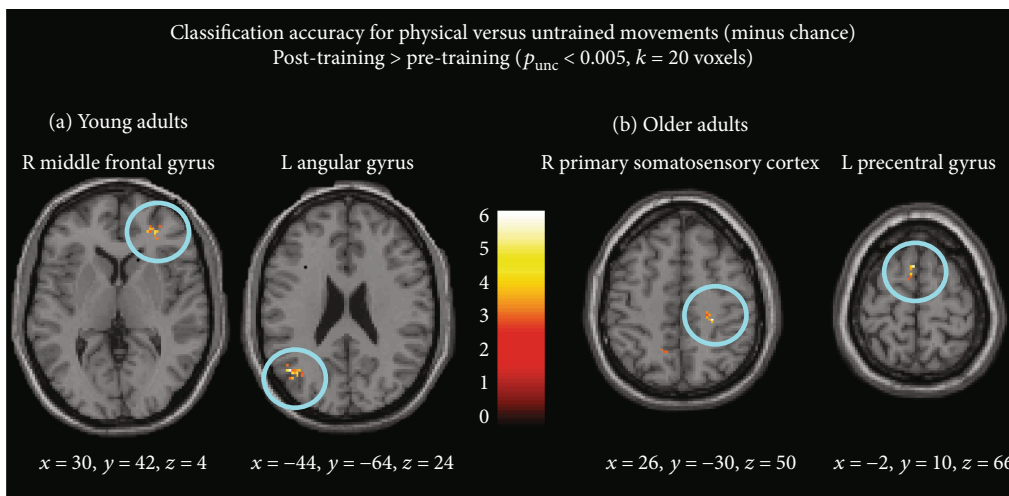 Classification accuracy for physical versus untrained movements (minus chance)
Post-training > pre-training (p_unc < 0.005, k = 20 voxels)
(a) Young adults
R middle frontal gyrus
L angular gyrus
x = 30, y = 42, z = 4
x = −44, y = −64, z = 24
6
5
4
3
2
1
0
(b) Older adults
R primary somatosensory cortex
L precentral gyrus
x = 26, y = −30, z = 50
x = −2, y = 10, z = 66